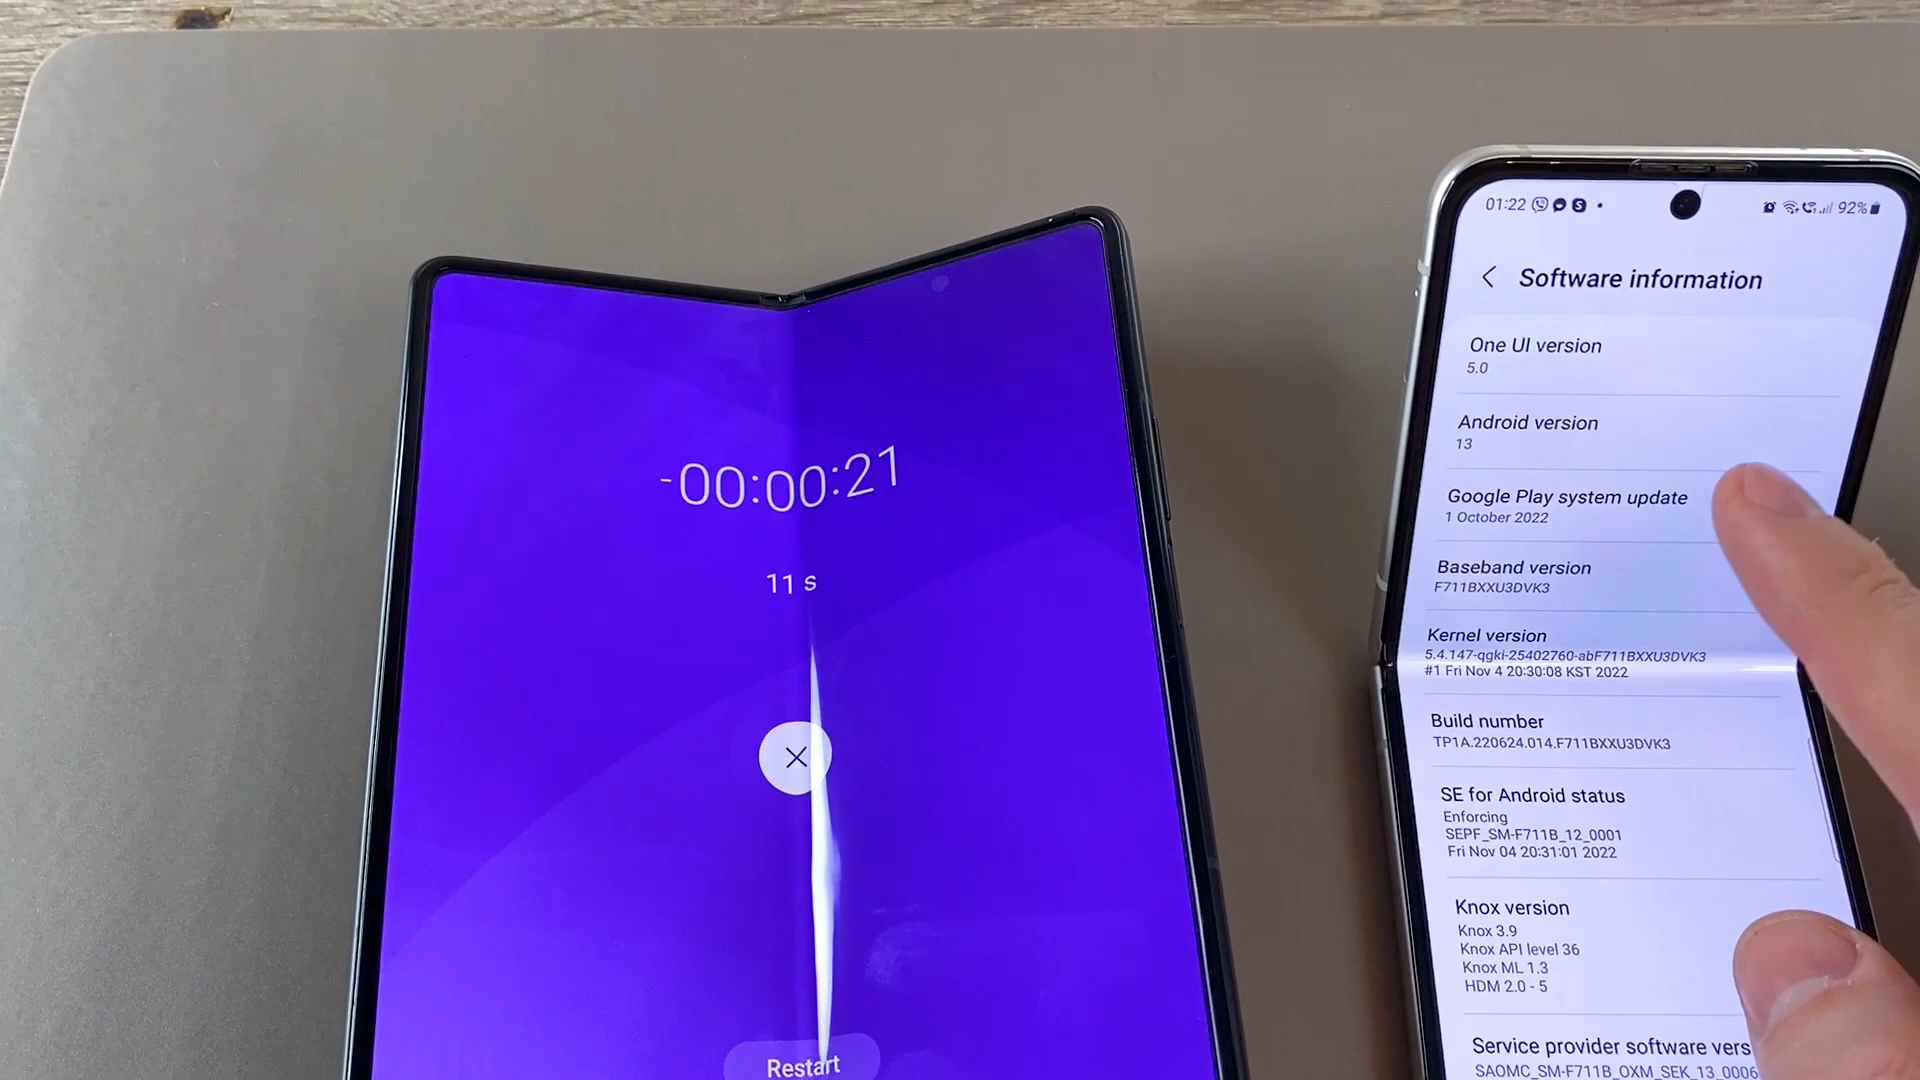 -00:00:21
11 s
Restart
01:22
92%
Software information
One UI version
5.0
Android version
13
Google Play system update
1 October 2022
Baseband version
F711BXXU3DVK3
Kernel version
5.4.147-qgki-25402760-abF711BXXU3DVK3
#1 Fri Nov 4 20:30:08 KST 2022
Build number
TP1A.220624.014.F711BXXU3DVK3
SE for Android status
Enforcing
SEPF_SM-F711B_12_0001
Fri Nov 04 20:31:01 2022
Knox version
Knox 3.9
Knox API level 36
Knox ML 1.3
HDM 2.0 - 5
Service provider software vers
SAOMC_SM-F711B_OXM_SEK_13_0006